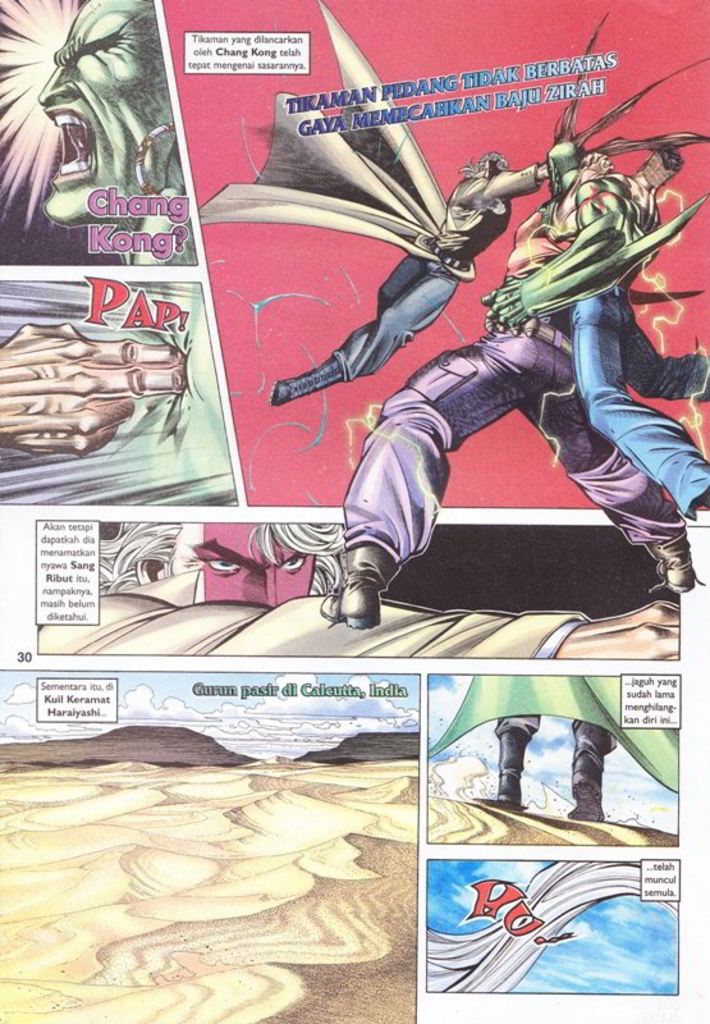 Chang
Kong?
Tikaman yang dilancarkan
oleh Chang Kong telah
tepat mengenai sasarannya.
TIKAMAN PEDANG TIDAK BERBATAS
GAYA MEMECAHKAN BAJU ZIRAH
PAP!
Akan tetapi
dapatkah dia
menamatkan
nyawa Sang
Ribut itu,
nampaknya,
masih belum
diketahui.
30
Sementara itu, di
Kuil Keramat
Haraiyashi...
Gurun pasir di Calcutta, India
...jaguh yang
sudah lama
menghilang-
kan diri ini...
...telah
muncul
semula.
HU...